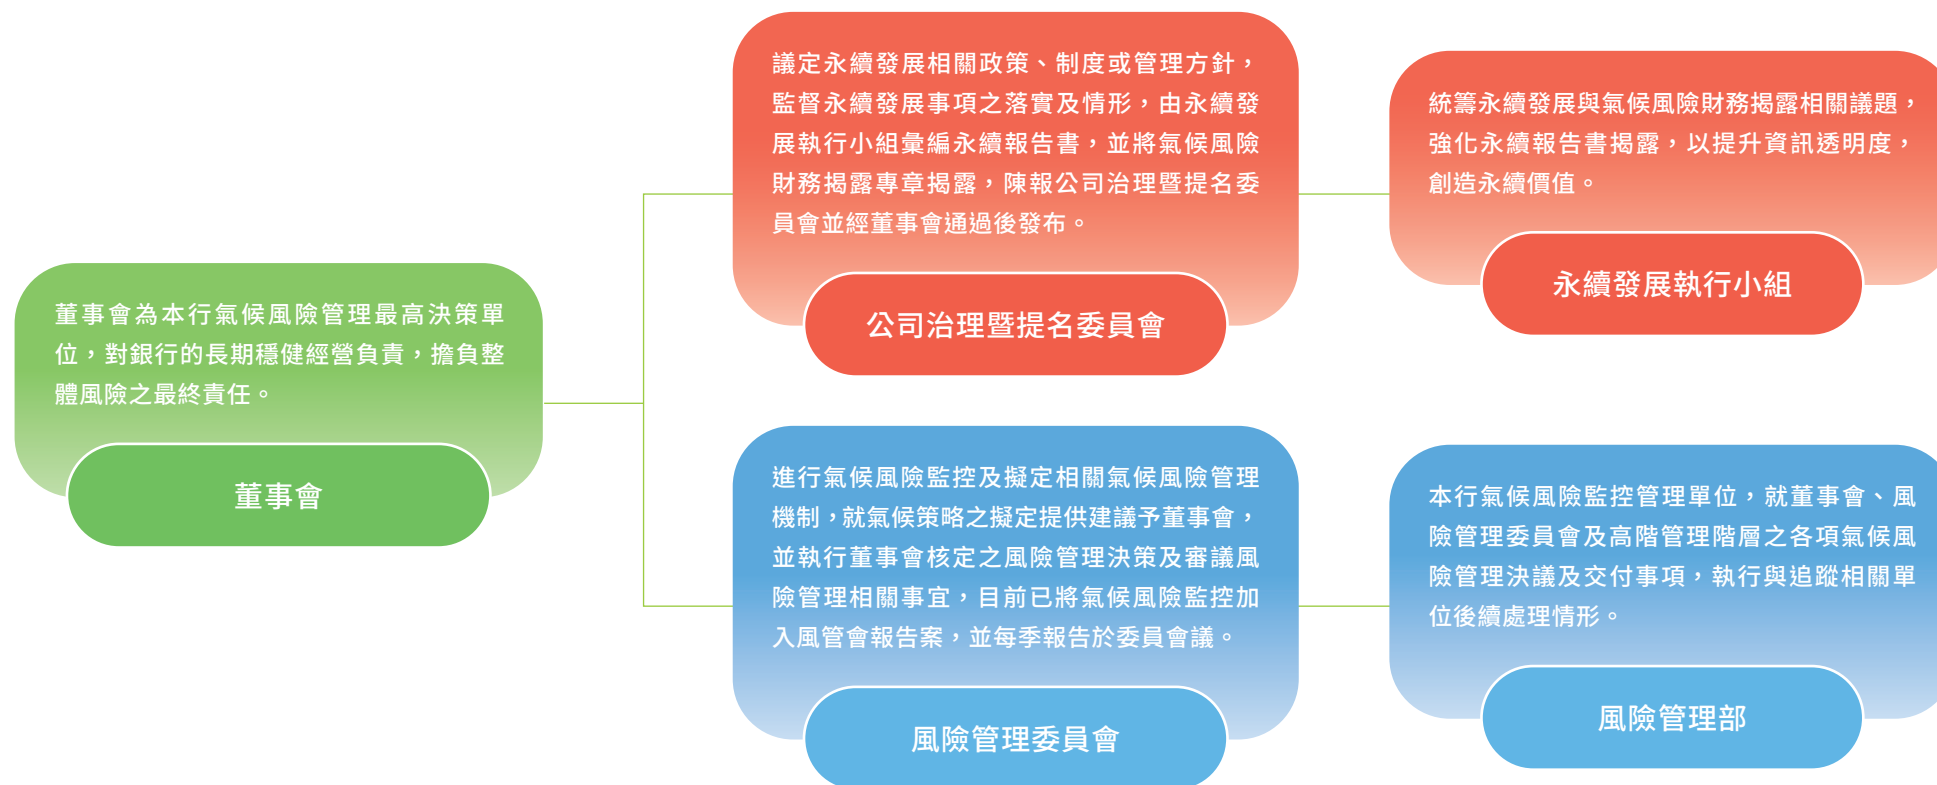 董事會為本行氣候風險管理最高決策單
位，對銀行的長期穩健經營負責，擔負整
體風險之最終責任。
董事會
議定永續發展相關政策、制度或管理方針，
監督永續發展事項之落實及情形，由永續發
展執行小組彙編永續報告書，並將氣候風險
財務揭露專章揭露，陳報公司治理暨提名委
員會並經董事會通過後發布。
公司治理暨提名委員會
統籌永續發展與氣候風險財務揭露相關議題，
強化永續報告書揭露，以提升資訊透明度，
創造永續價值。
永續發展執行小組
進行氣候風險監控及擬定相關氣候風險管理
機制，就氣候策略之擬定提供建議予董事會，
並執行董事會核定之風險管理決策及審議風
險管理相關事宜，目前已將氣候風險監控加
入風管會報告案，並每季報告於委員會議。
風險管理委員會
本行氣候風險監控管理單位，就董事會、風
險管理委員會及高階管理階層之各項氣候風
險管理決議及交付事項，執行與追蹤相關單
位後續處理情形。
風險管理部